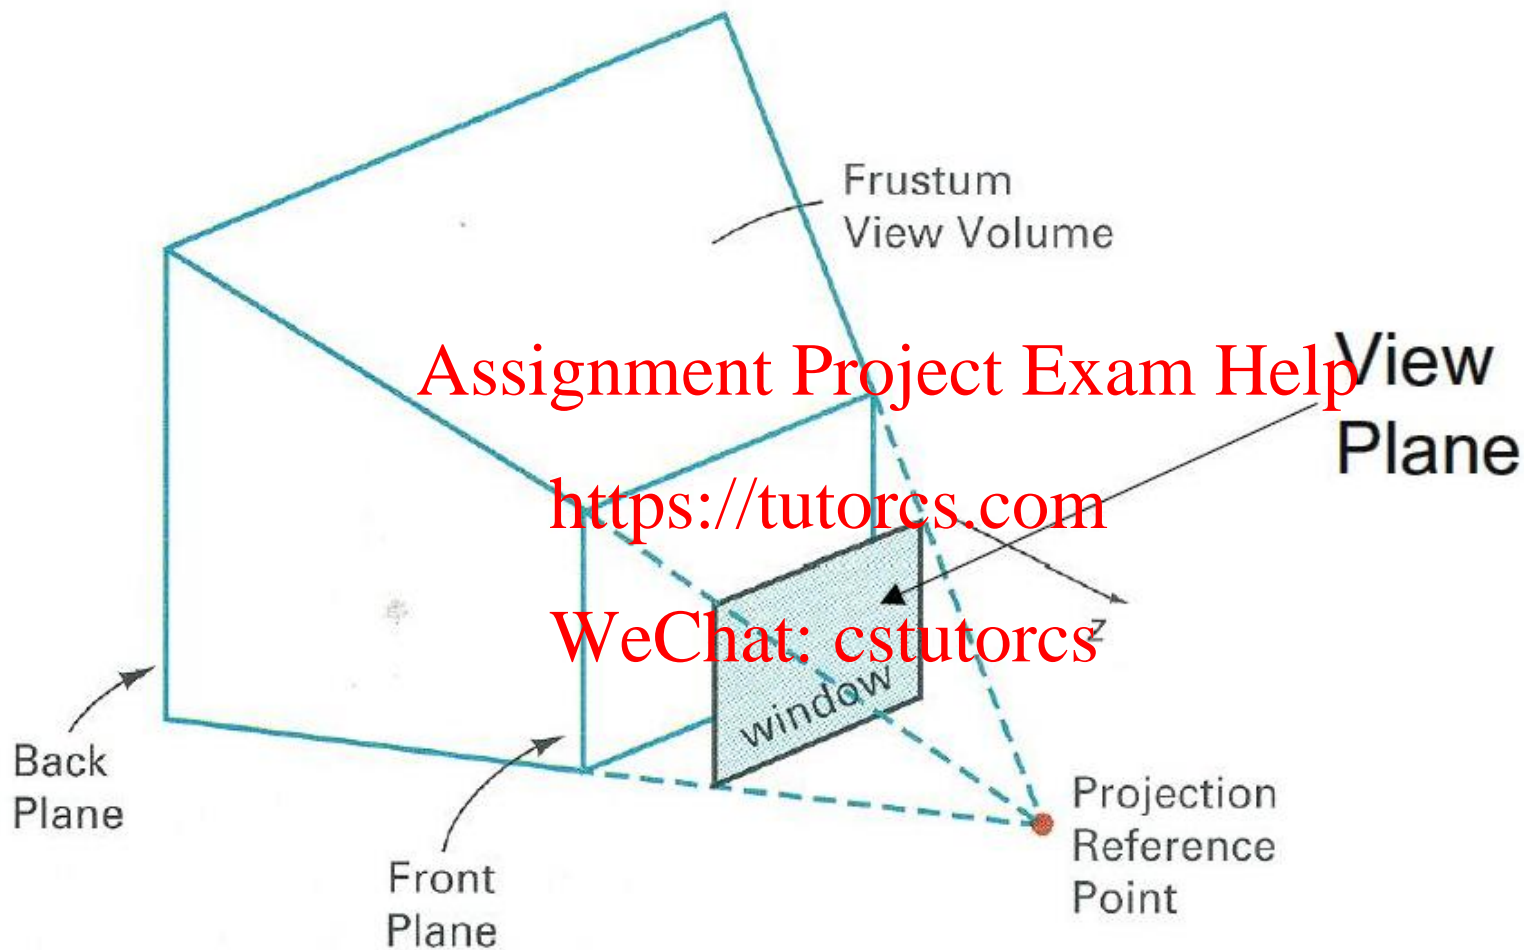 Frustum
View Volume
Assignment Project Exam Help
View
Plane
https://tutorcs.com
WeChat: cstutorcs
z
window
Back
Plane
Front
Plane
Projection
Reference
Point